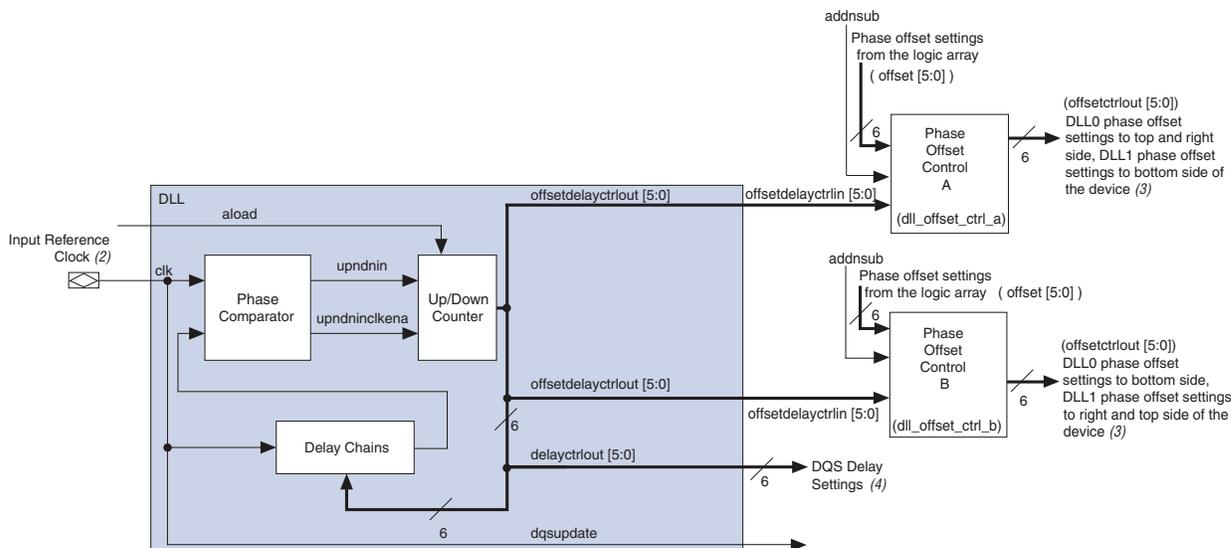 addnsub
Phase offset settings
from the logic array
( offset [5:0] )
6
Phase
Offset
Control
A
(dll_offset_ctrl_a)
6
(offsetctrlout [5:0])
DLL0 phase offset
settings to top and right
side, DLL1 phase offset
settings to bottom side of
the device (3)
DLL
aload
offsetdelayctrlout [5:0]
offsetdelayctrlin [5:0]
Input Reference
Clock (2)
clk
Phase
Comparator
upndnin
upndninclkena
Up/Down
Counter
addnsub
Phase offset settings
from the logic array ( offset [5:0] )
6
Phase
Offset
Control
B
(dll_offset_ctrl_b)
6
(offsetctrlout [5:0])
DLL0 phase offset
settings to bottom side,
DLL1 phase offset settings
to right and top side of the
device (3)
offsetdelayctrlout [5:0]
offsetdelayctrlin [5:0]
6
Delay Chains
delayctrlout [5:0]
6
DQS Delay
Settings (4)
6
dqsupdate